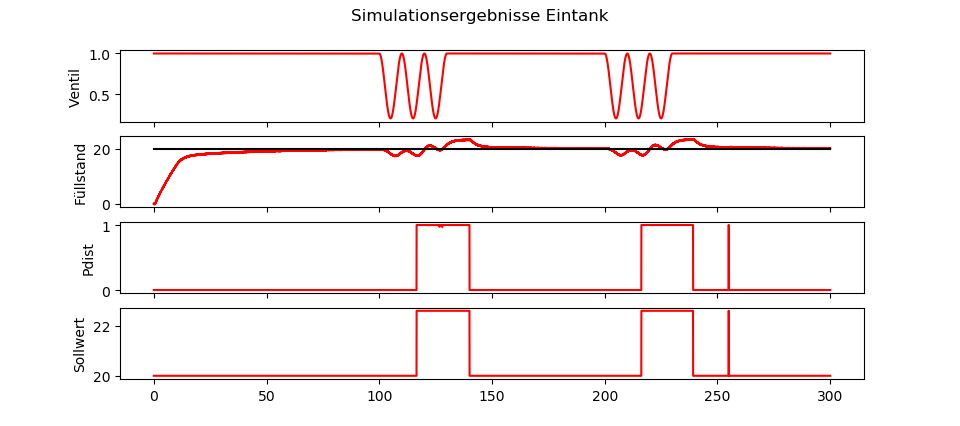 Simulationsergebnisse Eintank
1.0
0.5
Ventil
20
0
Füllstand
1
0
Pdist
22
20
Sollwert
0 50 100 150 200 250 300